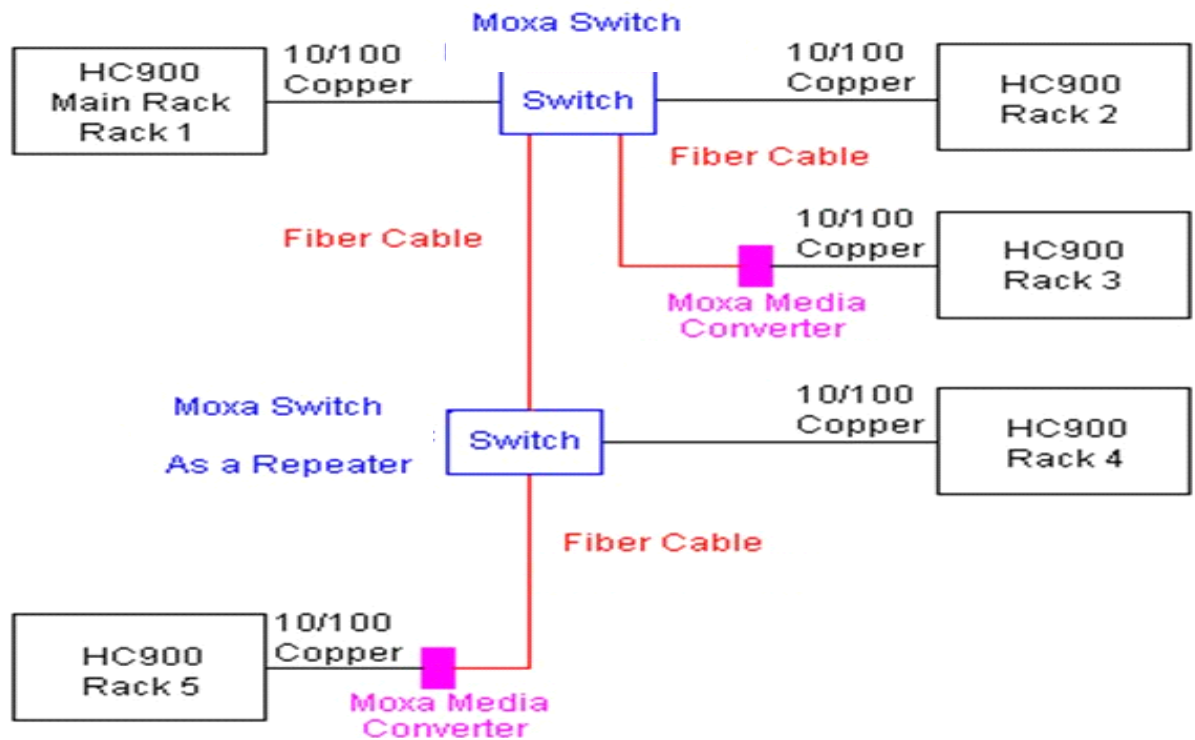 Moxa Switch
10/100
Copper
10/100
Copper
HC900
Main Rack
Rack 1
Switch
HC900
Rack 2
Fiber Cable
Fiber Cable
10/100
Copper
HC900
Rack 3
Moxa Media
Converter
Moxa Switch
As a Repeater
Switch
10/100
Copper
HC900
Rack 4
Fiber Cable
10/100
Copper
HC900
Rack 5
Moxa Media
Converter